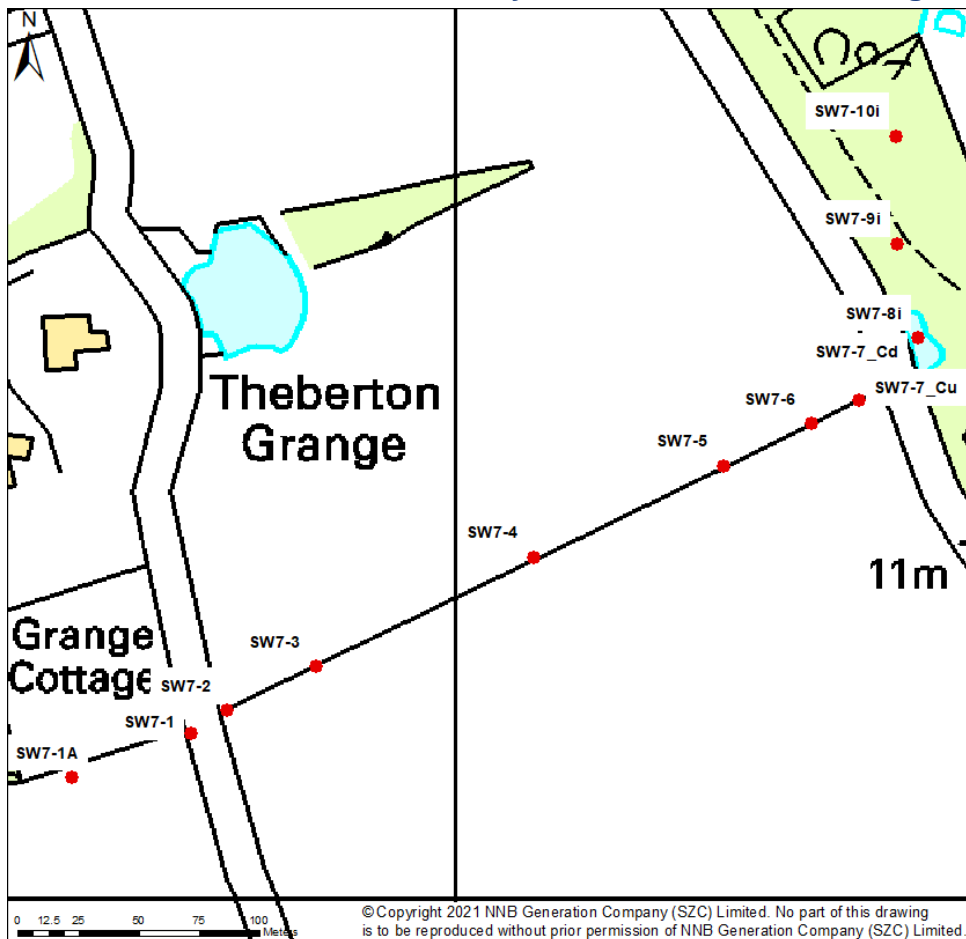 N
SW7-10i
SW7-9i
SW7-8i
SW7-7_Cd
SW7-7_Cu
Theberton
Grange
SW7-6
SW7-5
SW7-4
11m
Grange
Cottage
SW7-3
SW7-2
SW7-1
SW7-1A
0 12.5 25 50 75 100
Meters
©Copyright 2021 NNB Generation Company (SZC) Limited. No part of this drawing
is to be reproduced without prior permission of NNB Generation Company (SZC) Limited.